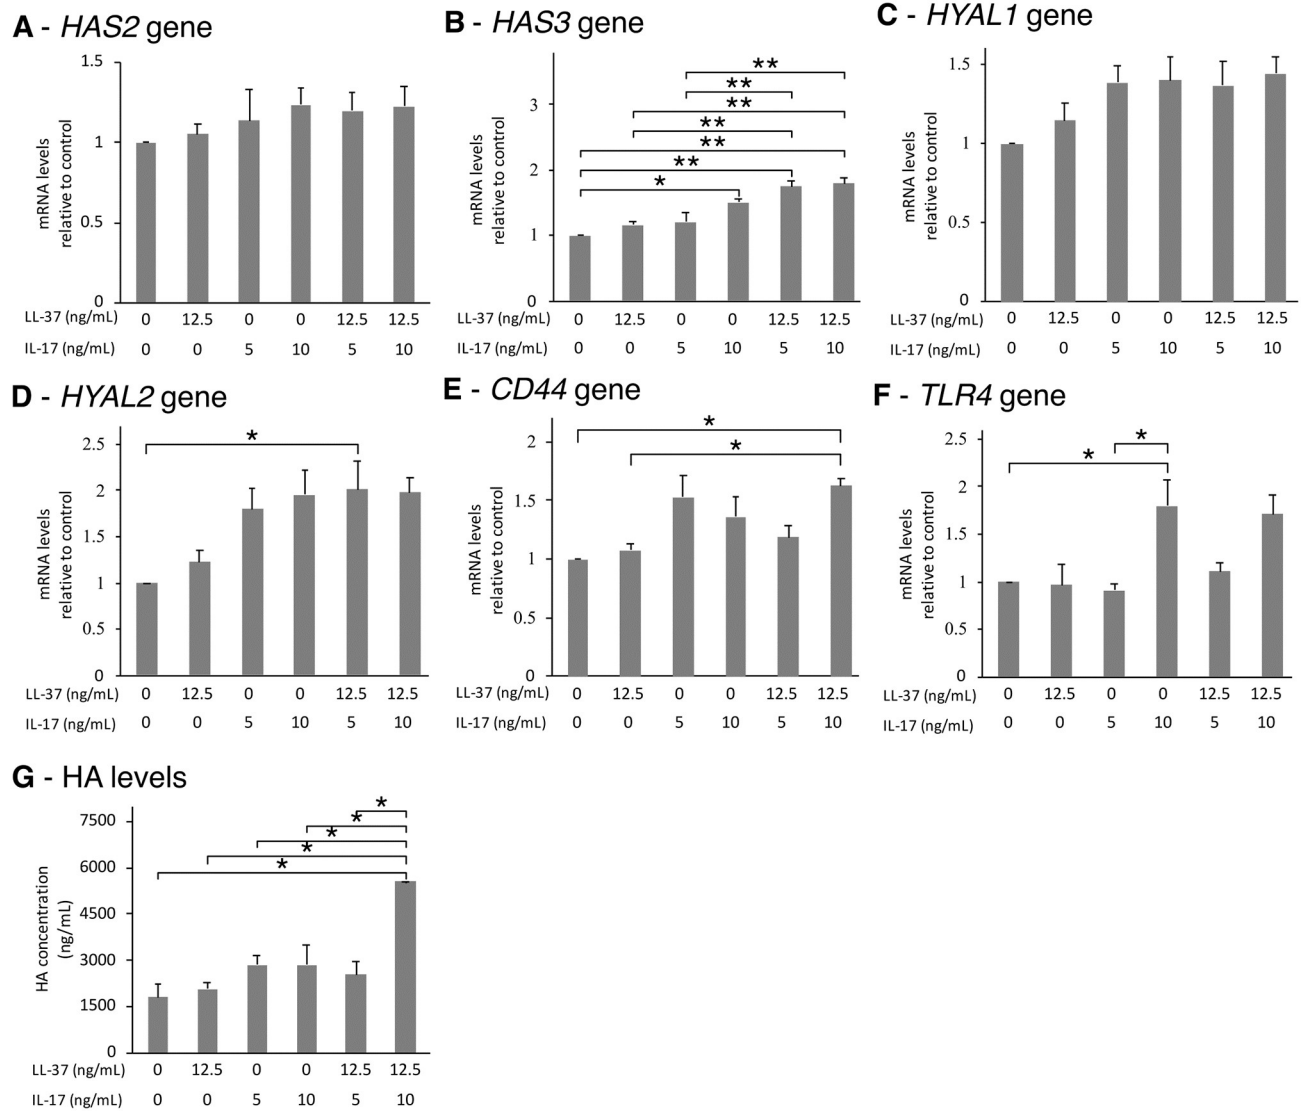 A - HAS2 gene
1.5
1
0.5
0
mRNA levels
relative to control
LL-37 (ng/mL) 0 12.5 0 0 12.5 12.5
IL-17 (ng/mL) 0 0 5 10 5 10
B - HAS3 gene
3
2
1
0
mRNA levels
relative to control
**
**
**
**
**
**
*
LL-37 (ng/mL) 0 12.5 0 0 12.5 12.5
IL-17 (ng/mL) 0 0 5 10 5 10
C - HYAL1 gene
1.5
1
0.5
0
mRNA levels
relative to control
LL-37 (ng/mL) 0 12.5 0 0 12.5 12.5
IL-17 (ng/mL) 0 0 5 10 5 10
D - HYAL2 gene
2.5
2
1.5
1
0.5
0
mRNA levels
relative to control
*
LL-37 (ng/mL) 0 12.5 0 0 12.5 12.5
IL-17 (ng/mL) 0 0 5 10 5 10
E - CD44 gene
2
1.5
1
0.5
0
mRNA levels
relative to control
*
*
LL-37 (ng/mL) 0 12.5 0 0 12.5 12.5
IL-17 (ng/mL) 0 0 5 10 5 10
F - TLR4 gene
2.5
2
1.5
1
0.5
0
mRNA levels
relative to control
*
*
LL-37 (ng/mL) 0 12.5 0 0 12.5 12.5
IL-17 (ng/mL) 0 0 5 10 5 10
G - HA levels
7500
6000
4500
3000
1500
0
HA concentration
(ng/mL)
*
*
*
*
*
LL-37 (ng/mL) 0 12.5 0 0 12.5 12.5
IL-17 (ng/mL) 0 0 5 10 5 10